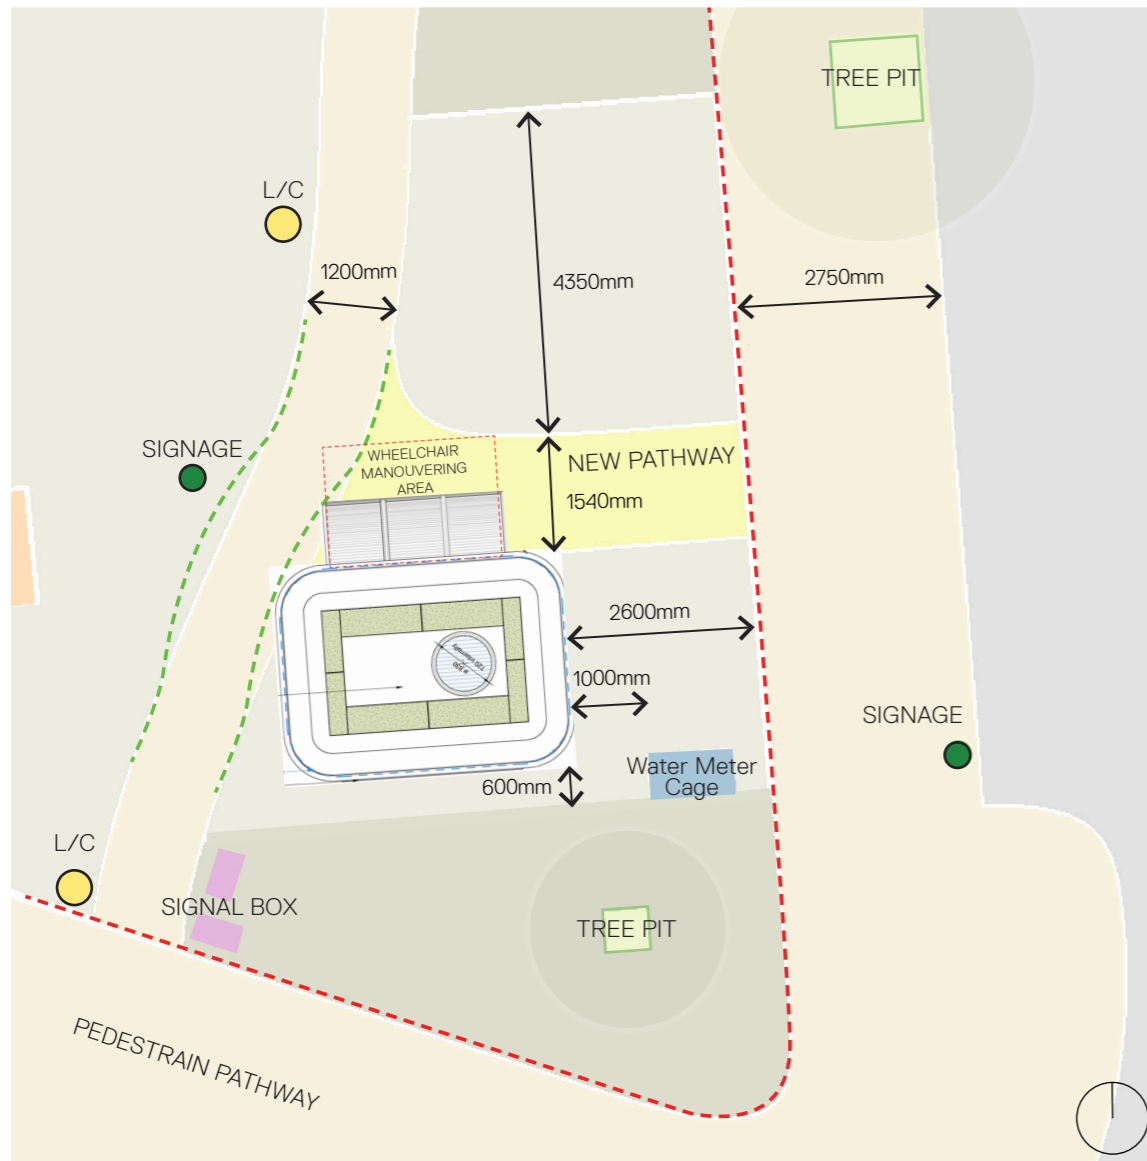 TREE PIT
L/C
1200mm
4350mm
2750mm
SIGNAGE
WHEELCHAIR
MANOUVERING
AREA
NEW PATHWAY
1540mm
2600mm
1000mm
SIGNAGE
Water Meter
Cage
600mm
L/C
SIGNAL BOX
TREE PIT
PEDESTRAIN PATHWAY